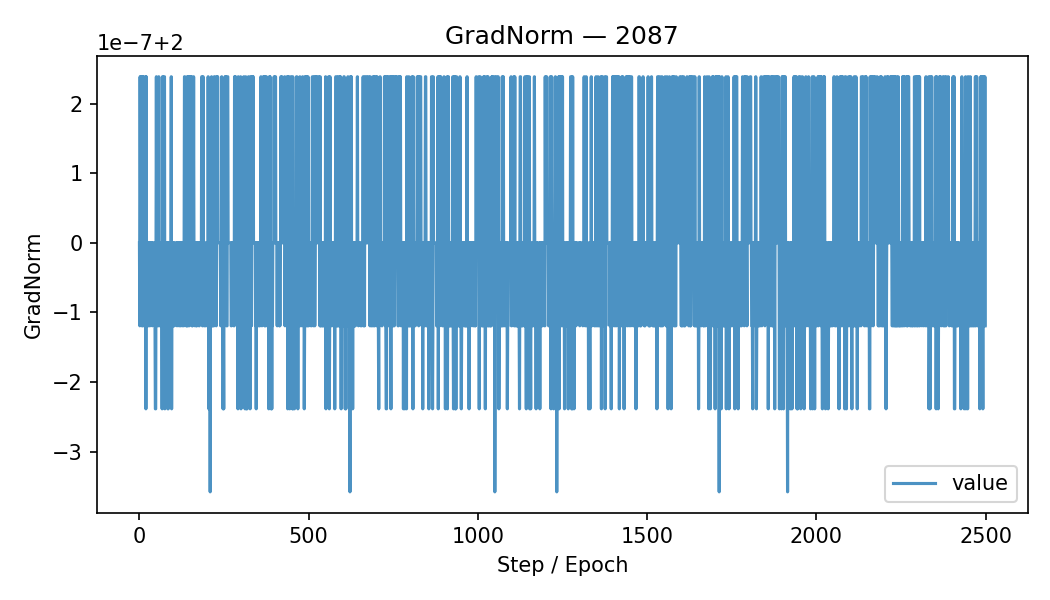 GradNorm — 2087
1e−7+2
2
1
0
−1
−2
−3
GradNorm
0
500
1000
1500
2000
2500
Step / Epoch
value